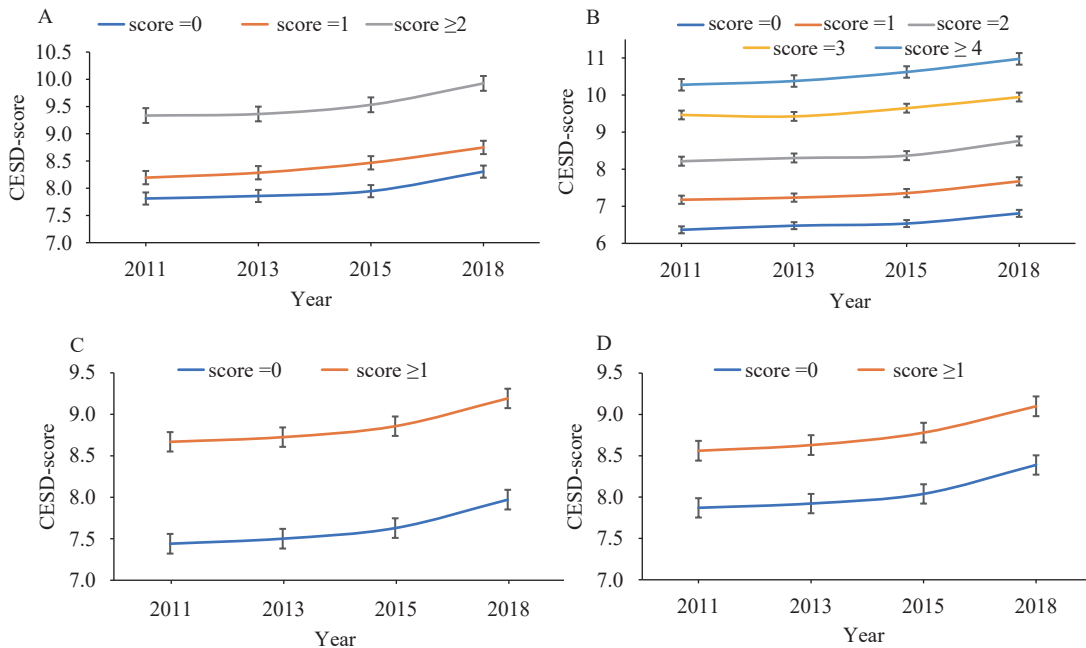 A
score =0 score =1 score ≥2
10.5
10.0
9.5
9.0
8.5
8.0
7.5
7.0
CESD-score
2011 2013 2015 2018
Year
B
score =0 score =1 score =2
score =3 score ≥ 4
11
10
9
8
7
6
CESD-score
2011 2013 2015 2018
Year
C
score =0 score ≥1
9.5
9.0
8.5
8.0
7.5
7.0
CESD-score
2011 2013 2015 2018
Year
D
score =0 score ≥1
9.5
9.0
8.5
8.0
7.5
7.0
CESD-score
2011 2013 2015 2018
Year